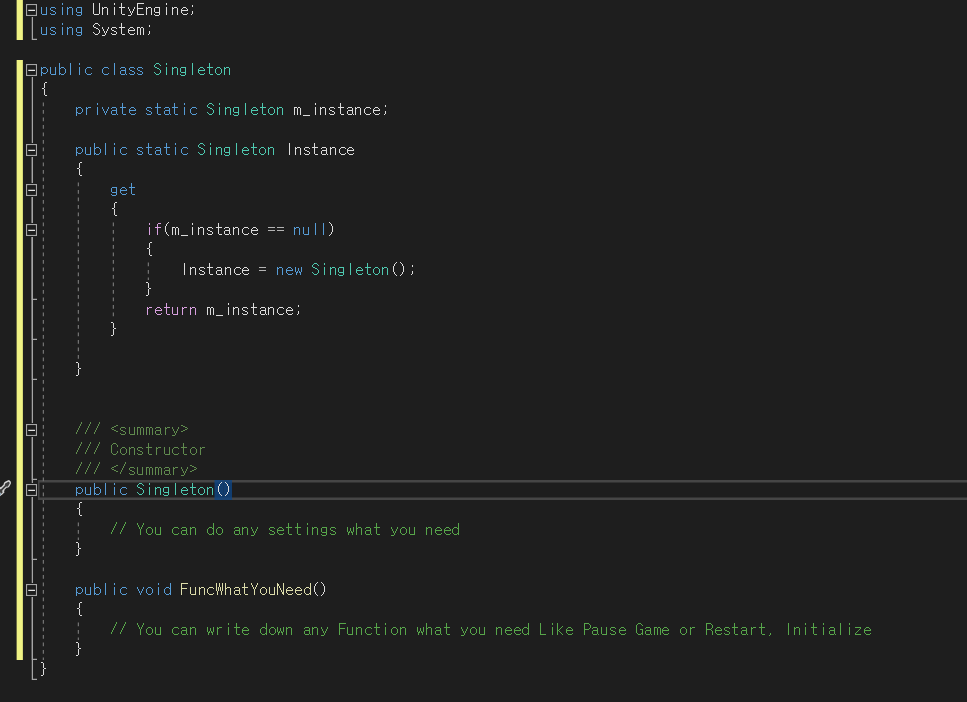 using UnityEngine;
using System;
public class Singleton
{
private static Singleton m_instance;
public static Singleton Instance
{
get
{
if(m_instance == null)
{
Instance = new Singleton();
}
return m_instance;
}
}
/// <summary>
/// Constructor
/// </summary>
public Singleton()
{
// You can do any settings what you need
}
public void FuncWhatYouNeed()
{
// You can write down any Function what you need Like Pause Game or Restart, Initialize
}
}